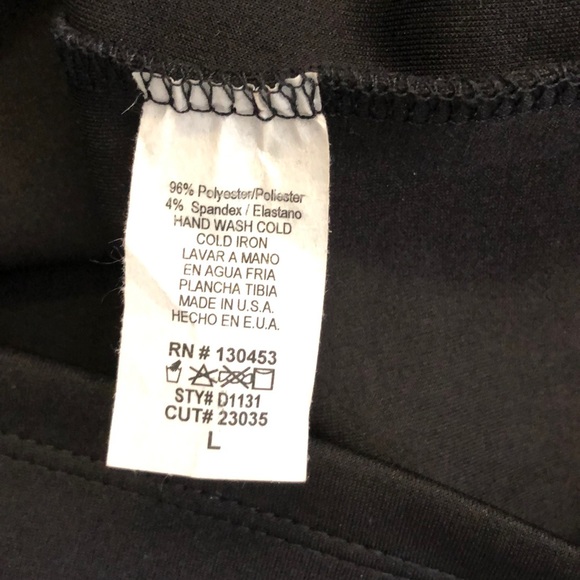 96% Polyester/Poliester
4% Spandex / Elastano
HAND WASH COLD
COLD IRON
LAVAR A MANO
EN AGUA FRIA
PLANCHA TIBIA
MADE IN U.S.A.
HECHO EN E.U.A.
RN # 130453
STY# D1131
CUT# 23035
L